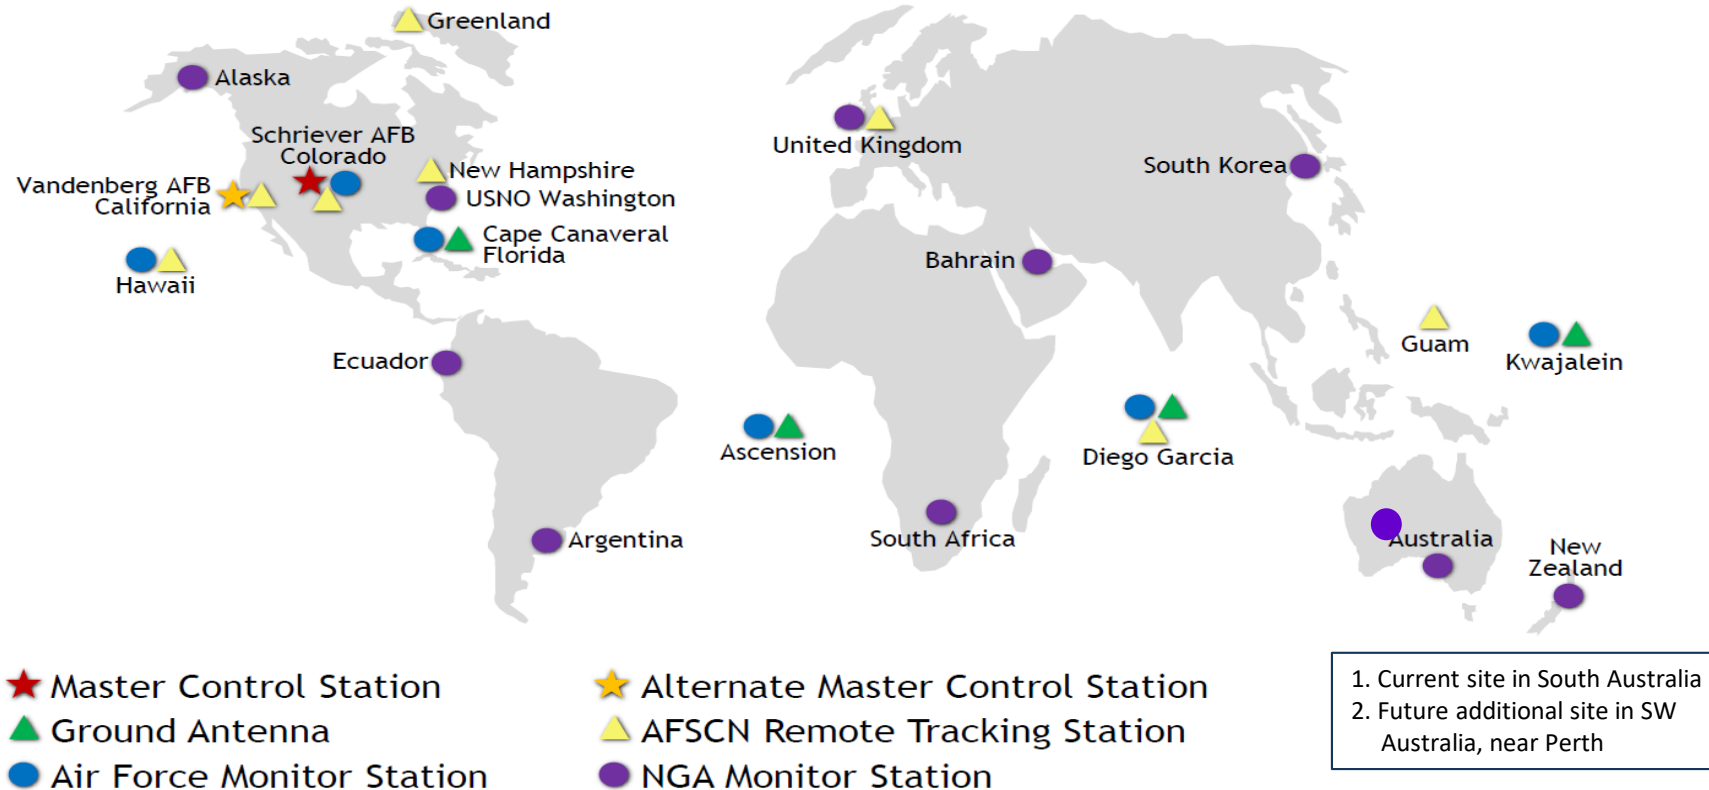 Greenland
Alaska
Schriever AFB
Colorado
New Hampshire
Vandenberg AFB
California
USNO Washington
Cape Canaveral
Florida
Hawaii
United Kingdom
South Korea
Bahrain
Guam
Kwajalein
Ecuador
Ascension
Diego Garcia
Argentina
South Africa
Australia
New
Zealand
Master Control Station
Ground Antenna
Air Force Monitor Station
Alternate Master Control Station
AFSCN Remote Tracking Station
NGA Monitor Station
1. Current site in South Australia
2. Future additional site in SW
Australia, near Perth